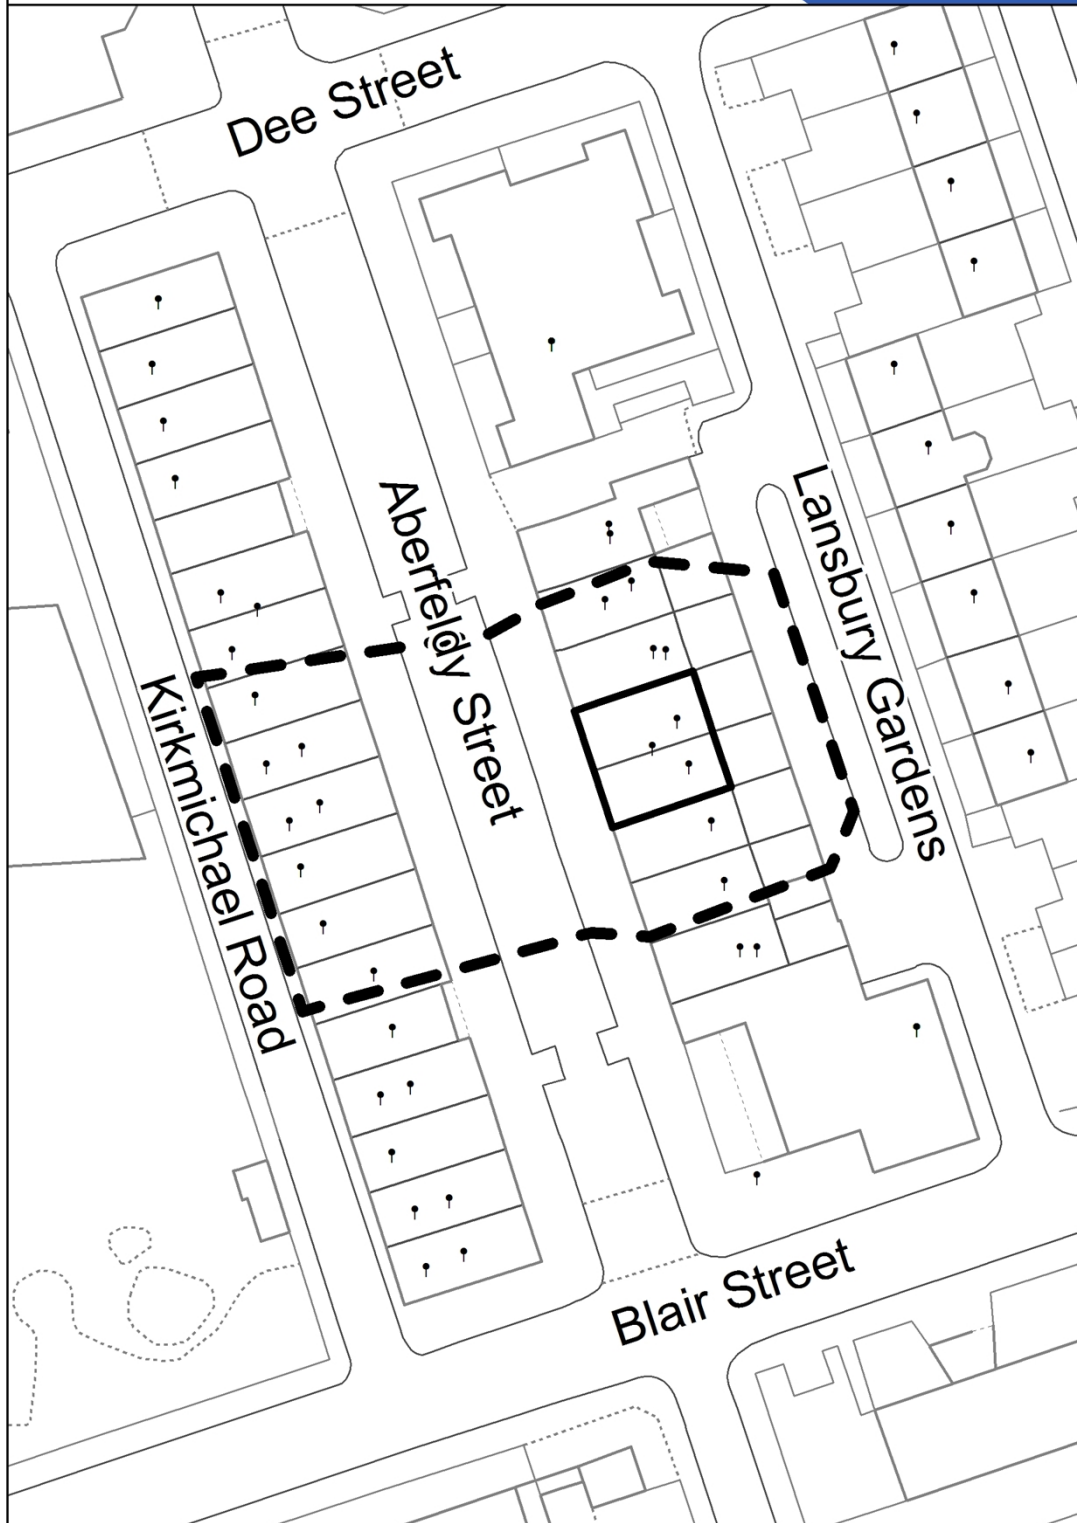 Dee Street
Aberfeldy Street
Lansbury Gardens
Kirkmichael Road
Blair Street